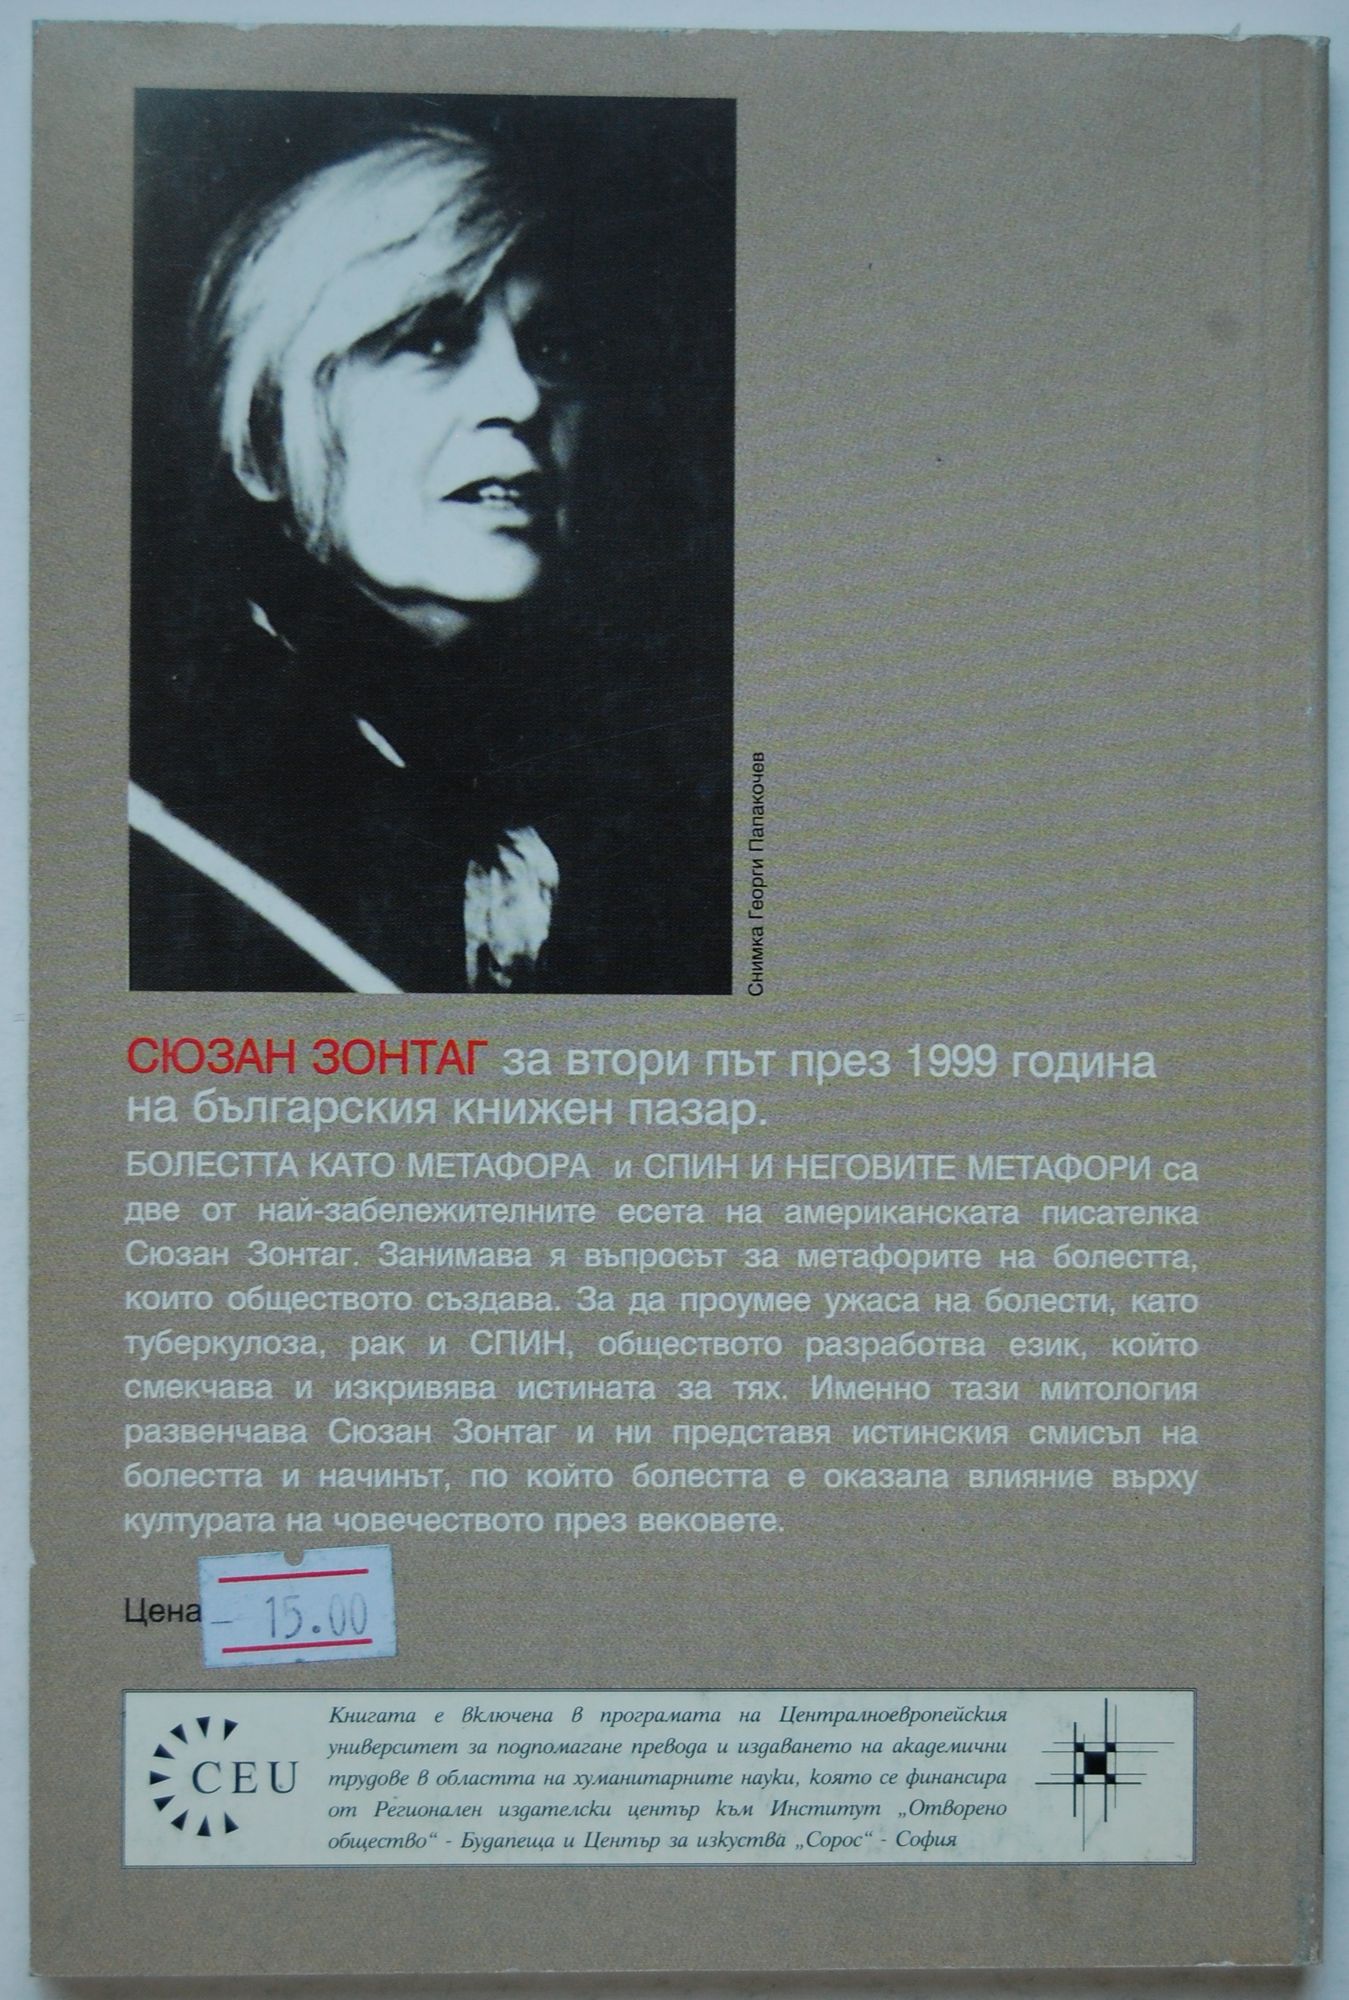 Снимка Георги Папакочев
СЮЗАН ЗОНТАГ за втори път през 1999 година
на българския книжен пазар.
БОЛЕСТТА КАТО МЕТАФОРА и СПИН И НЕГОВИТЕ МЕТАФОРИ са
две от най-забележителните есета на американската писателка
Сюзан Зонтаг. Занимава я въпросът за метафорите на болестта,
които обществото създава. За да проумее ужаса на болести, като
туберкулоза, рак и СПИН, обществото разработва език, който
смекчава и изкривява истината за тях. Именно тази митология
развенчава Сюзан Зонтаг и ни представя истинския смисъл на
болестта и начинът, по който болестта е оказала влияние върху
културата на човечеството през вековете.
Цена – 15.00
CEU
Книгата е включена в програмата на Централноевропейския
университет за подпомагане превода и издаването на академични
трудове в областта на хуманитарните науки, която се финансира
от Регионален издателски център към Институт „Отворено
общество“ - Будапеща и Център за изкуства „Сорос“ - София